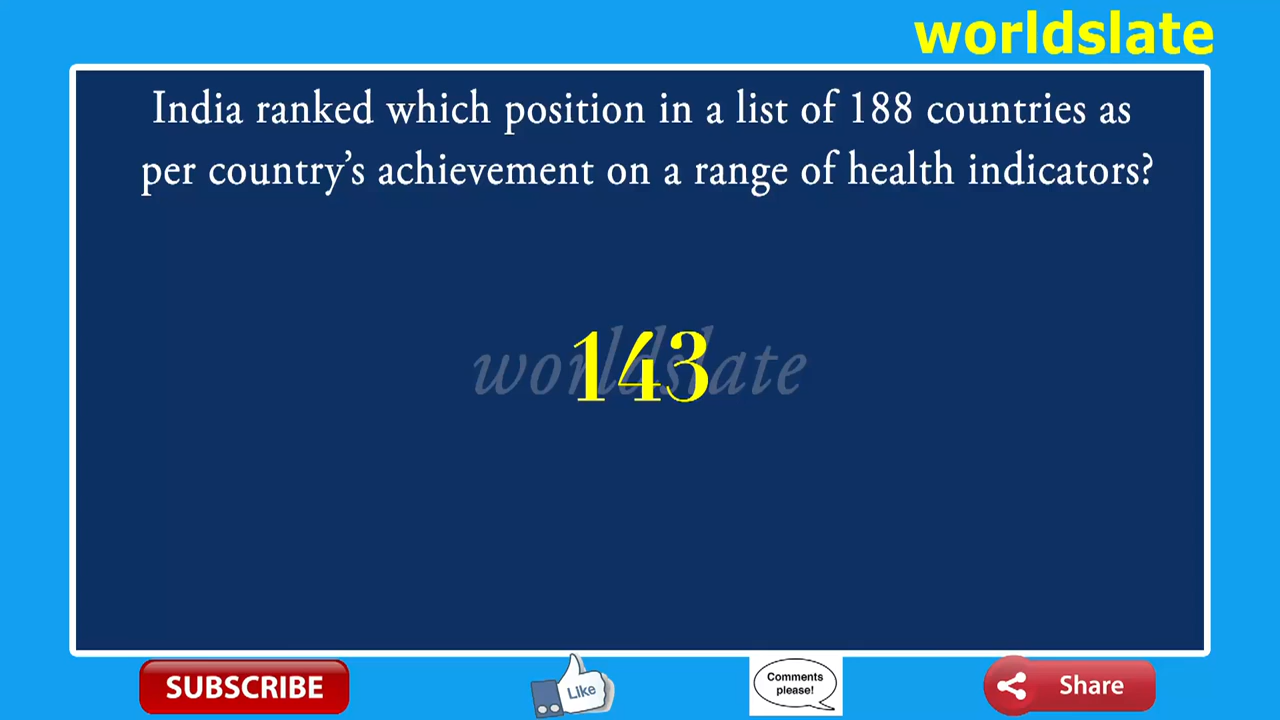 worldslate
India ranked which position in a list of 188 countries as
per country’s achievement on a range of health indicators?
worldslate
143
SUBSCRIBE
Like
Comments
please!
Share